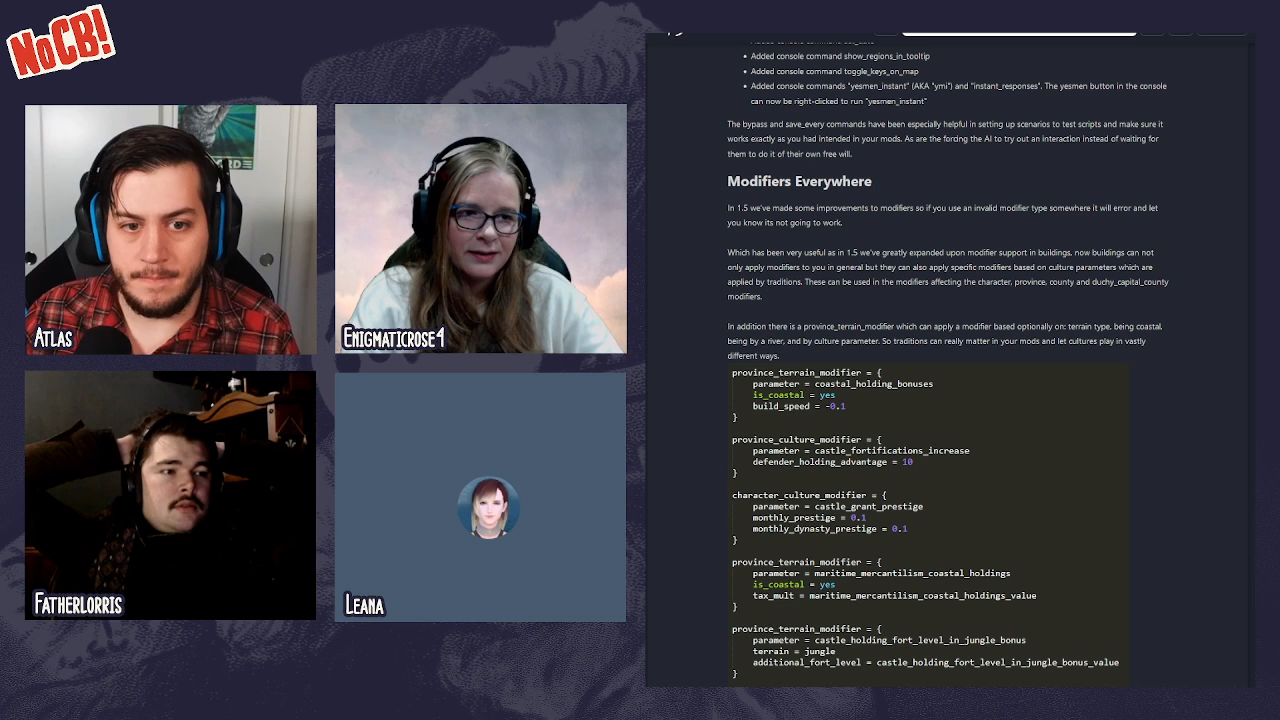 NoCB!
Atlas
Enigmaticrose4
Fatherlorris
Leana
• Added console command show_regions_in_tooltip
• Added console command toggle_keys_on_map
• Added console commands "yesmen_instant" (AKA "ymi") and "instant_responses". The yesmen button in the console
can now be right-clicked to run "yesmen_instant"
The bypass and save_every commands have been especially helpful in setting up scenarios to test scripts and make sure it
works exactly as you had intended in your mods. As are the forcing the AI to try out an interaction instead of waiting for
them to do it of their own free will.
Modifiers Everywhere
In 1.5 we've made some improvements to modifiers so if you use an invalid modifier type somewhere it will error and let
you know its not going to work.
Which has been very useful as in 1.5 we've greatly expanded upon modifier support in buildings, now buildings can not
only apply modifiers to you in general but they can also apply specific modifiers based on culture parameters which are
applied by traditions. These can be used in the modifiers affecting the character, province, county and duchy_capital_county
modifiers.
In addition there is a province_terrain_modifier which can apply a modifier based optionally on: terrain type, being coastal,
being by a river, and by culture parameter. So traditions can really matter in your mods and let cultures play in vastly
different ways.
province_terrain_modifier = {
parameter = coastal_holding_bonuses
is_coastal = yes
build_speed = -0.1
}
province_culture_modifier = {
parameter = castle_fortifications_increase
defender_holding_advantage = 10
}
character_culture_modifier = {
parameter = castle_grant_prestige
monthly_prestige = 0.1
monthly_dynasty_prestige = 0.1
}
province_terrain_modifier = {
parameter = maritime_mercantilism_coastal_holdings
is_coastal = yes
tax_mult = maritime_mercantilism_coastal_holdings_value
}
province_terrain_modifier = {
parameter = castle_holding_fort_level_in_jungle_bonus
terrain = jungle
additional_fort_level = castle_holding_fort_level_in_jungle_bonus_value
}